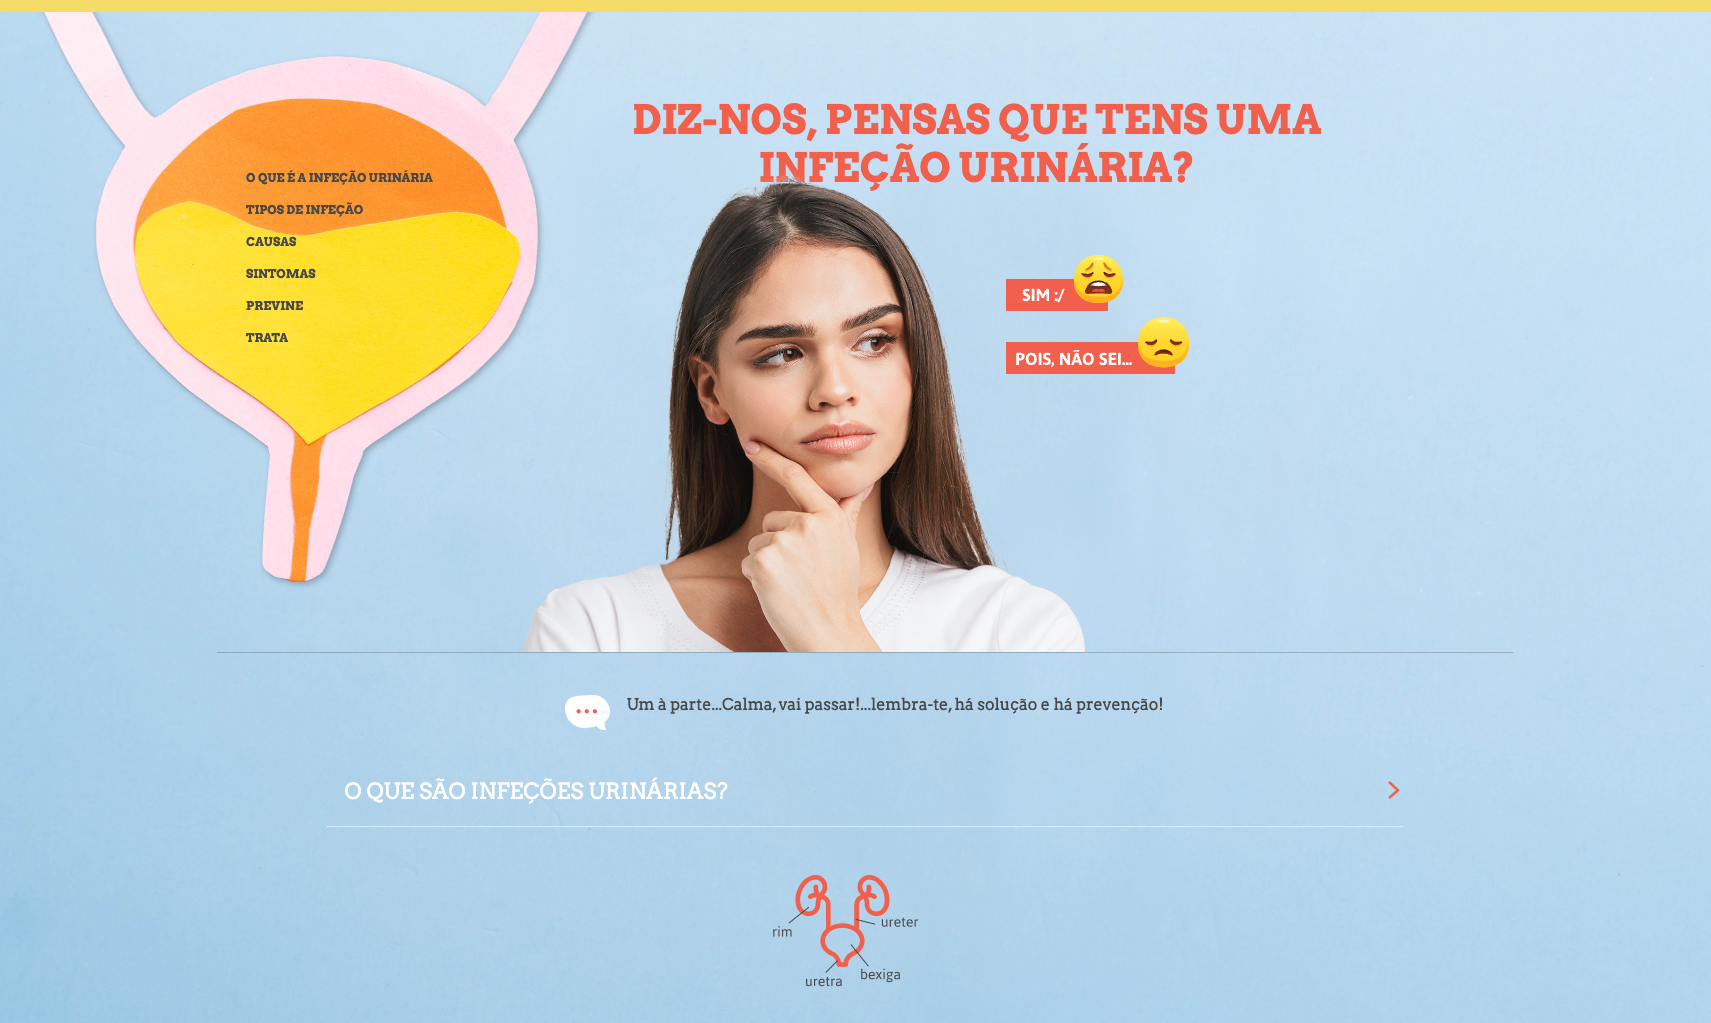 DIZ-NOS, PENSAS QUE TENS UMA
INFEÇÃO URINÁRIA?
O QUE É A INFEÇÃO URINÁRIA
TIPOS DE INFEÇÃO
CAUSAS
SINTOMAS
PREVINE
TRATA
SIM :/
POIS, NÃO SEI...
Um à parte...Calma, vai passar!...lembra-te, há solução e há prevenção!
O QUE SÃO INFEÇÕES URINÁRIAS?
rim
ureter
uretra
bexiga